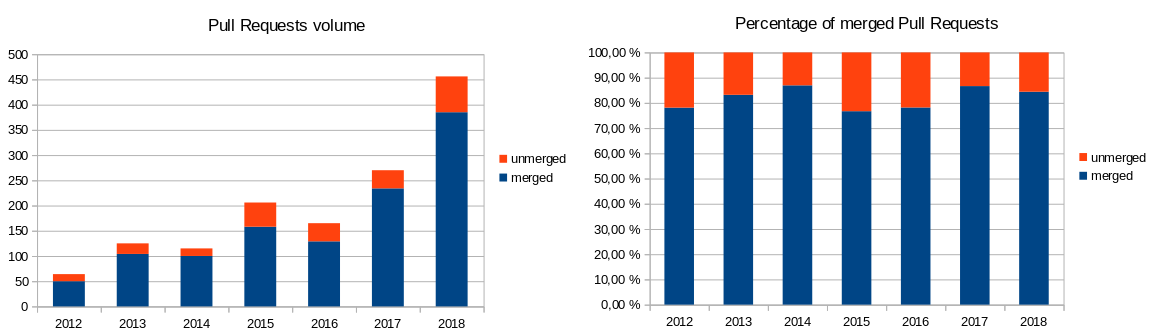 Pull Requests volume
500
450
400
350
300
250
200
150
100
50
0
2012 2013 2014 2015 2016 2017 2018
unmerged
merged
Percentage of merged Pull Requests
100,00 %
90,00 %
80,00 %
70,00 %
60,00 %
50,00 %
40,00 %
30,00 %
20,00 %
10,00 %
0,00 %
2012 2013 2014 2015 2016 2017 2018
unmerged
merged